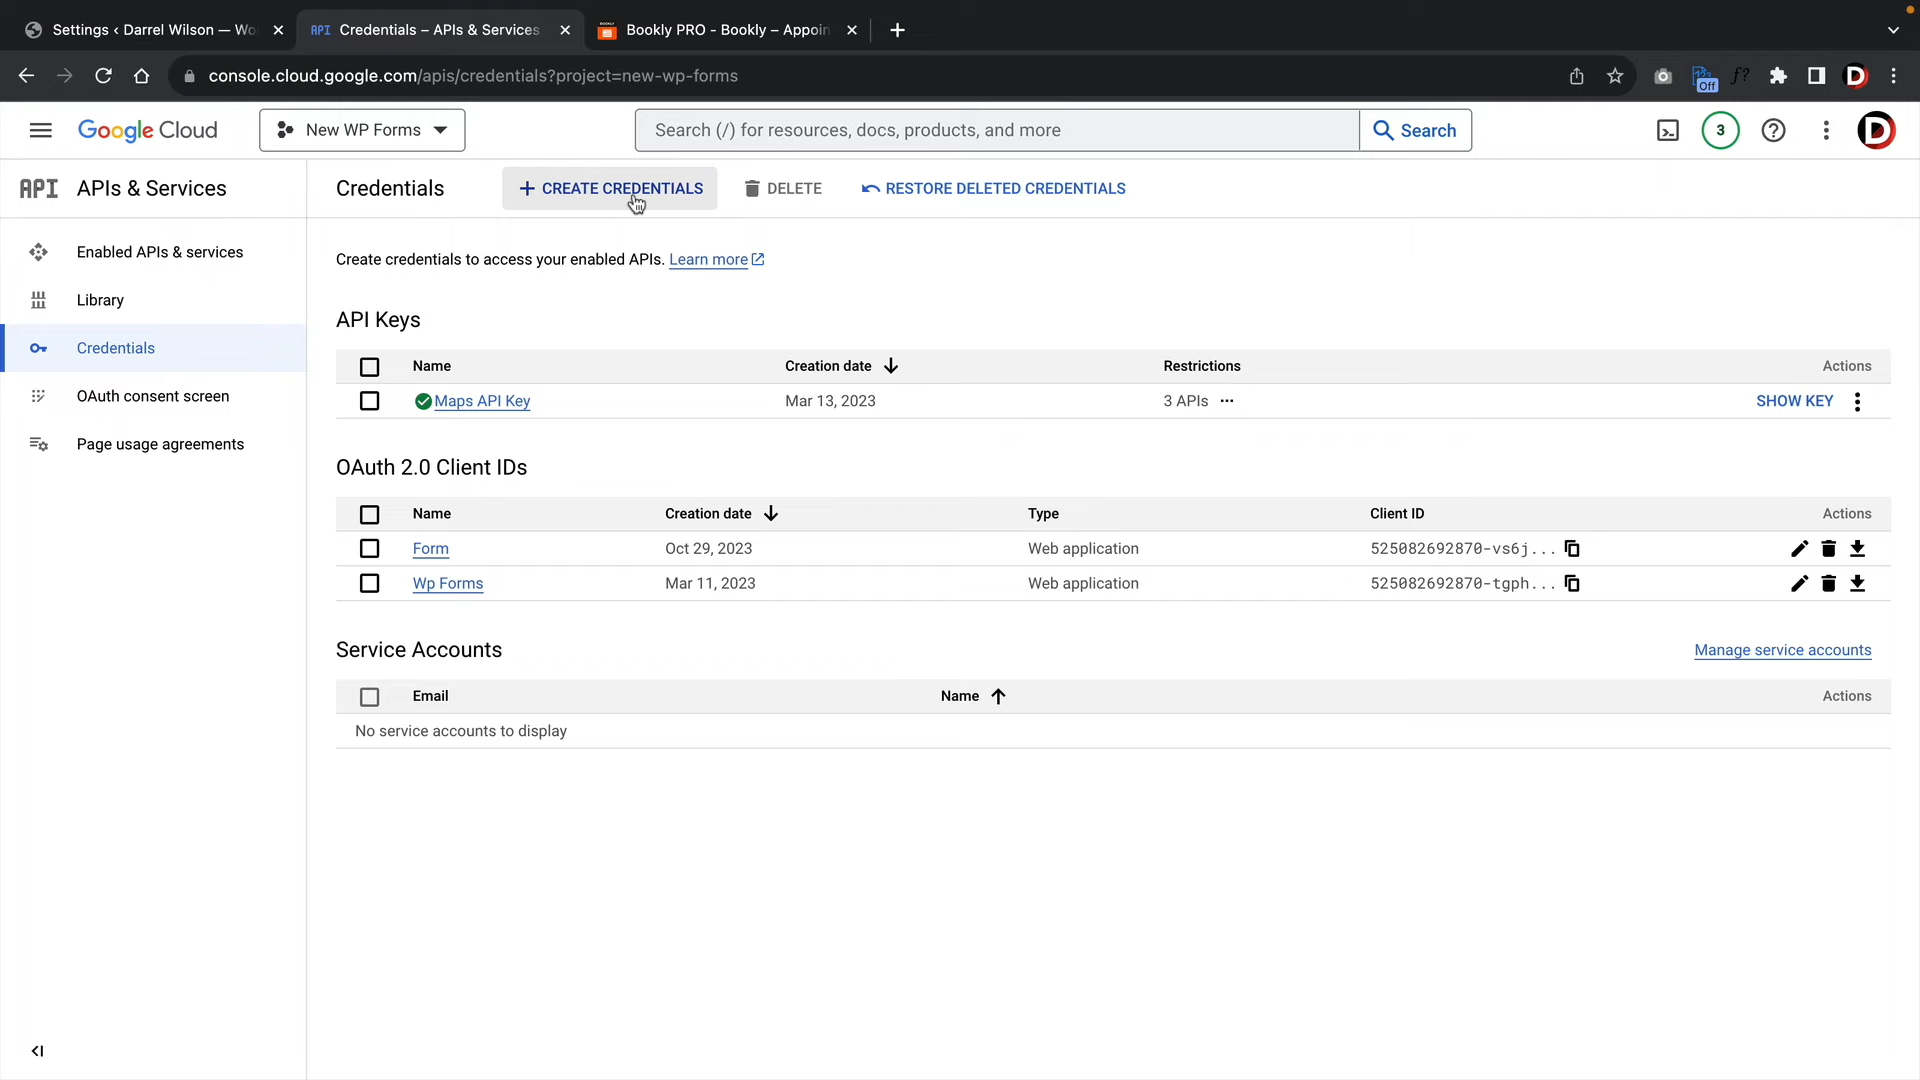 Settings ‹ Darrel Wilson — Wo
API Credentials – APIs & Services
BOOKLY Bookly PRO - Bookly – Appoin
console.cloud.google.com/apis/credentials?project=new-wp-forms
ƒ?
Off
D
Google Cloud
New WP Forms
Search (/) for resources, docs, products, and more
Search
3
D
API APIs & Services
Credentials
+ CREATE CREDENTIALS
DELETE
RESTORE DELETED CREDENTIALS
Enabled APIs & services
Library
Credentials
OAuth consent screen
Page usage agreements
Create credentials to access your enabled APIs. Learn more
API Keys
Name Creation date Restrictions Actions
Maps API Key Mar 13, 2023 3 APIs ... SHOW KEY
OAuth 2.0 Client IDs
Name Creation date Type Client ID Actions
Form Oct 29, 2023 Web application 525082692870-vs6j...
Wp Forms Mar 11, 2023 Web application 525082692870-tgph...
Service Accounts
Manage service accounts
Email Name Actions
No service accounts to display